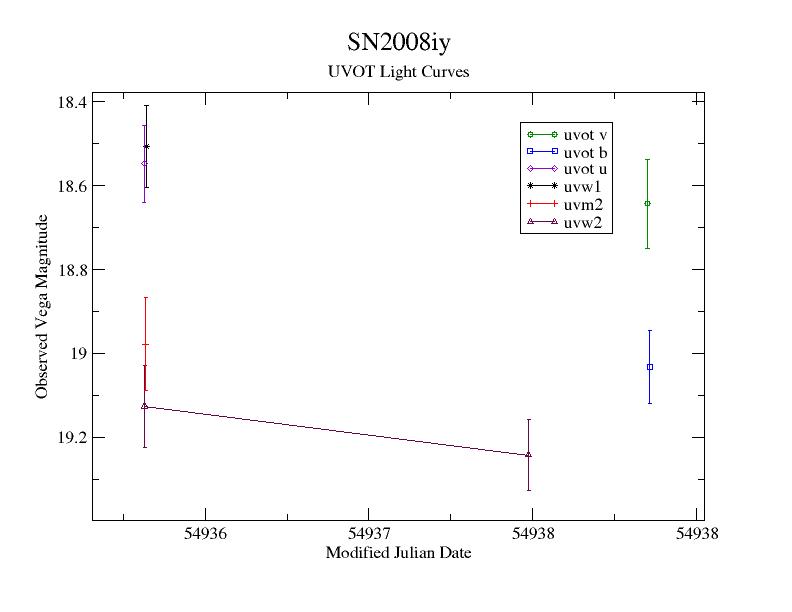 SN2008iy
UVOT Light Curves
18.4
18.6
18.8
19
19.2
Observed Vega Magnitude
uvot v
uvot b
uvot u
uvw1
uvm2
uvw2
54936
54937
54938
54938
Modified Julian Date